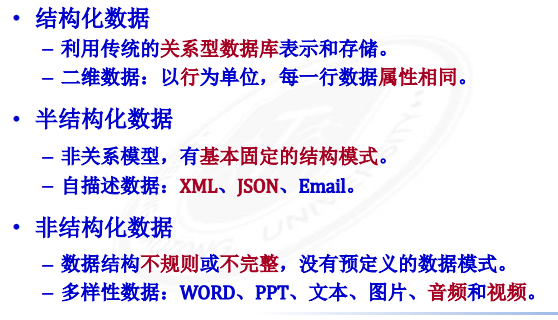 • 结构化数据
– 利用传统的关系型数据库表示和存储。
– 二维数据：以行为单位，每一行数据属性相同。
• 半结构化数据
– 非关系模型，有基本固定的结构模式。
– 自描述数据：XML、JSON、Email。
• 非结构化数据
– 数据结构不规则或不完整，没有预定义的数据模式。
– 多样性数据：WORD、PPT、文本、图片、音频和视频。